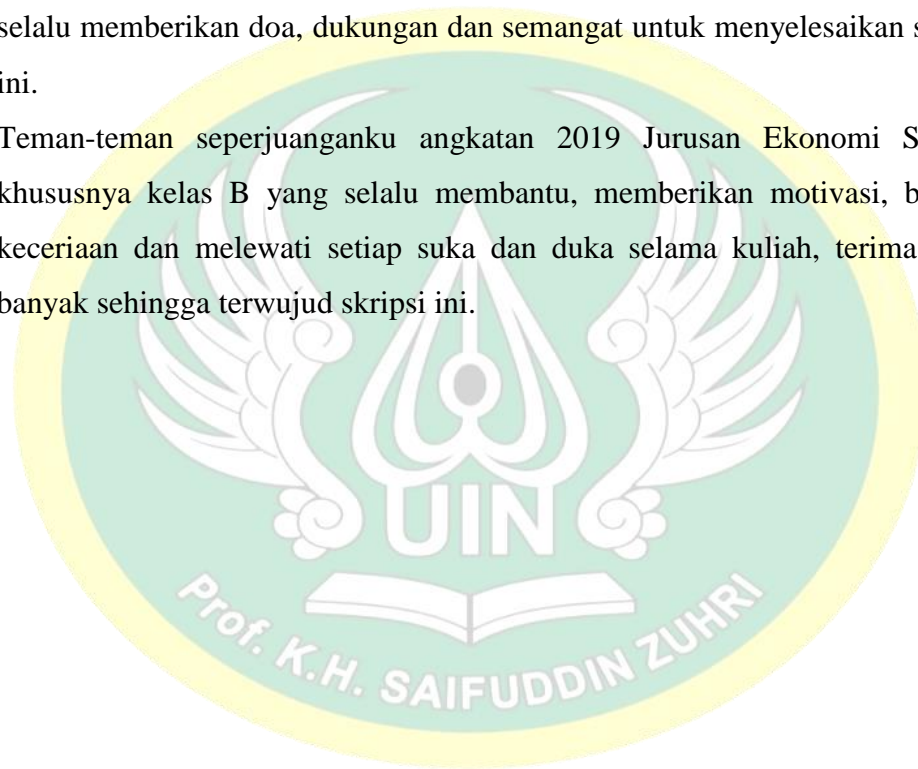 selalu memberikan doa, dukungan dan semangat untuk menyelesaikan s
ini.
Teman-teman seperjuanganku angkatan 2019 Jurusan Ekonomi S
khususnya kelas B yang selalu membantu, memberikan motivasi, b
keceriaan dan melewati setiap suka dan duka selama kuliah, terima
banyak sehingga terwujud skripsi ini.
UIN
Prof. K.H. SAIFUDDIN ZUHRI